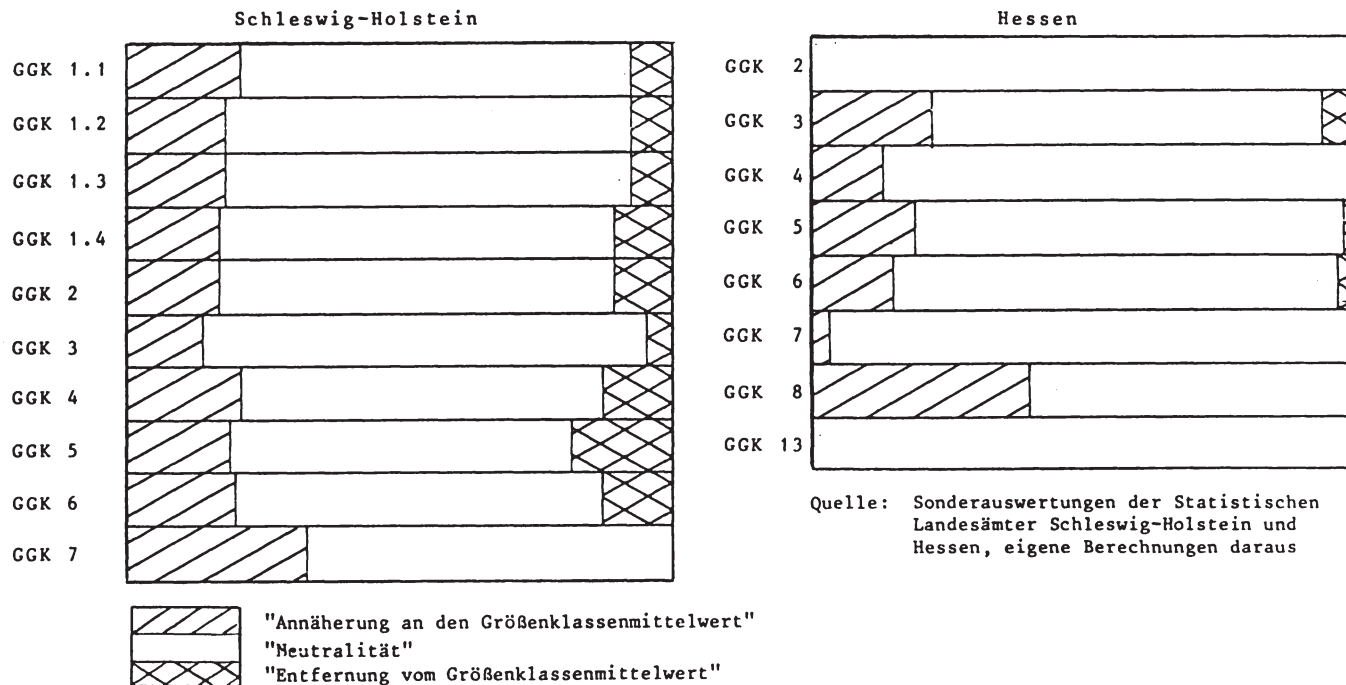 Schleswig-Holstein
GGK 1.1
GGK 1.2
GGK 1.3
GGK 1.4
GGK 2
GGK 3
GGK 4
GGK 5
GGK 6
GGK 7
Hessen
GGK 2
GGK 3
GGK 4
GGK 5
GGK 6
GGK 7
GGK 8
GGK 13
Quelle: Sonderauswertungen der Statistischen
Landesämter Schleswig-Holstein und
Hessen, eigene Berechnungen daraus
"Annäherung an den Größenklassenmittelwert"
"Neutralität"
"Entfernung vom Größenklassenmittelwert"